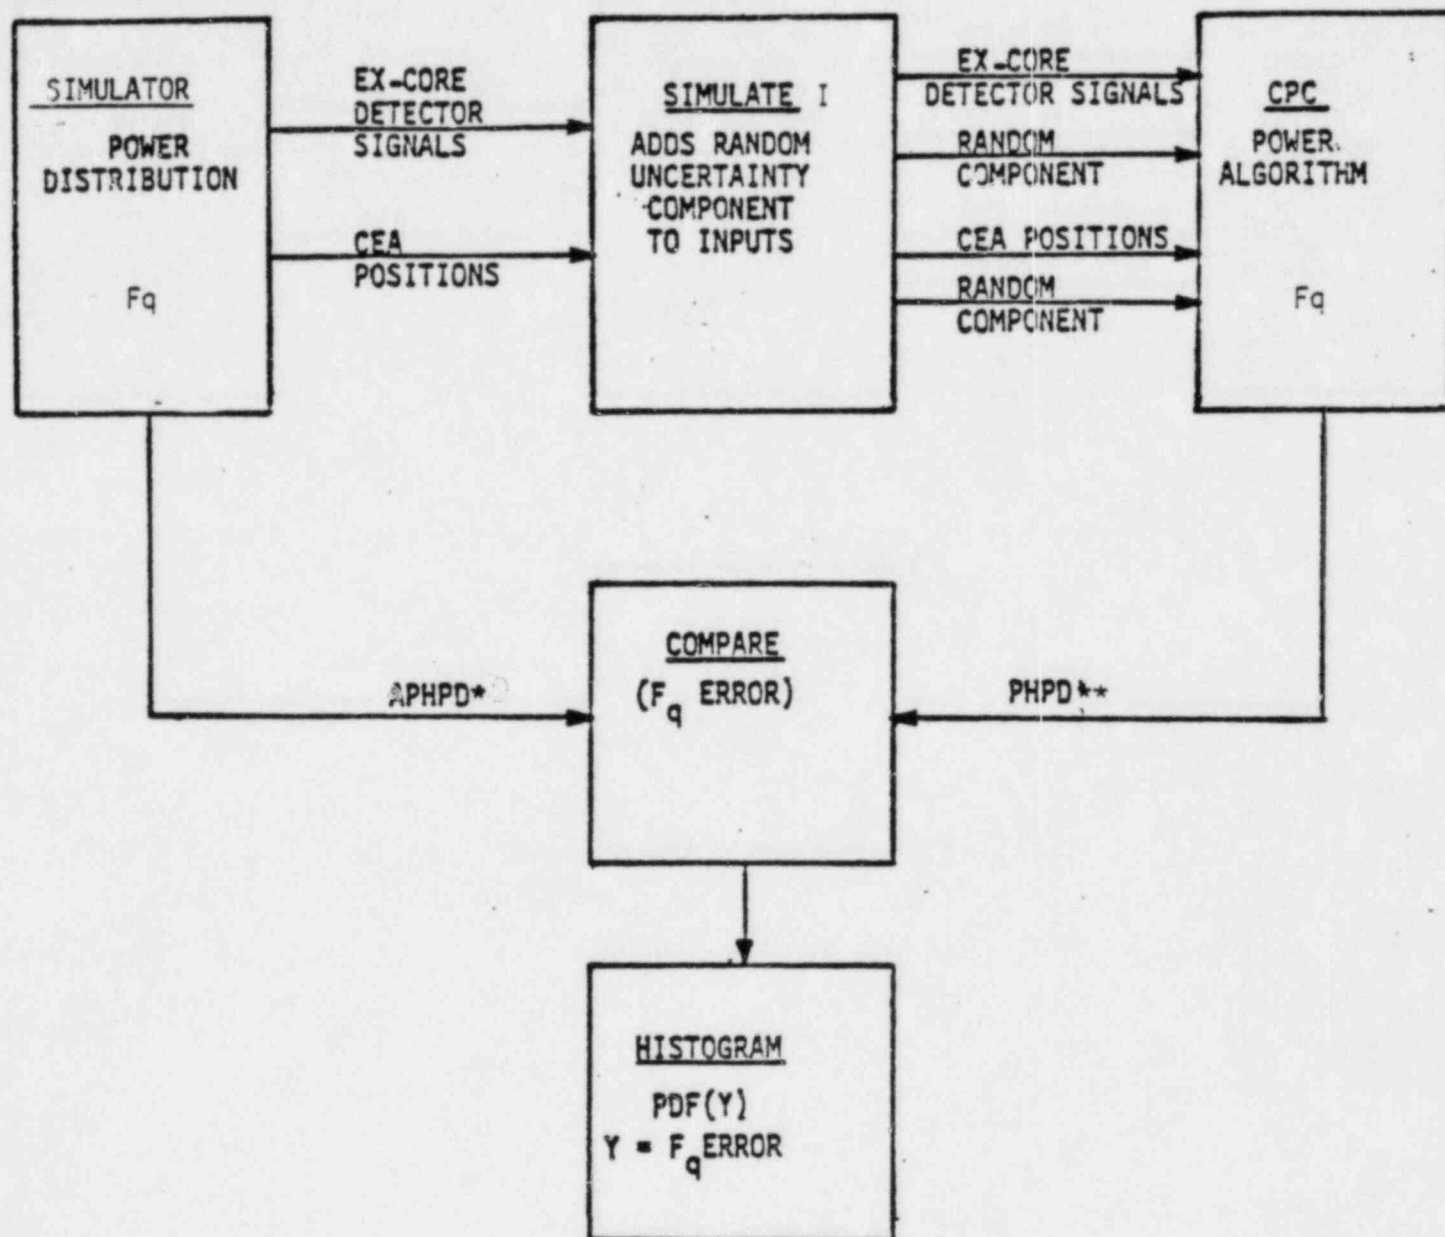 SIMULATOR
POWER
DISTRIBUTION
Fq
EX-CORE
DETECTOR
SIGNALS
CEA
POSITIONS
SIMULATE I
ADDS RANDOM
UNCERTAINTY
COMPONENT
TO INPUTS
EX-CORE
DETECTOR SIGNALS
RANDOM
COMPONENT
CEA POSITIONS
RANDOM
COMPONENT
CPC
POWER
ALGORITHM
Fq
APHPD*
COMPARE
(Fq ERROR)
PHPD**
HISTOGRAM
PDF(Y)
Y = Fq ERROR